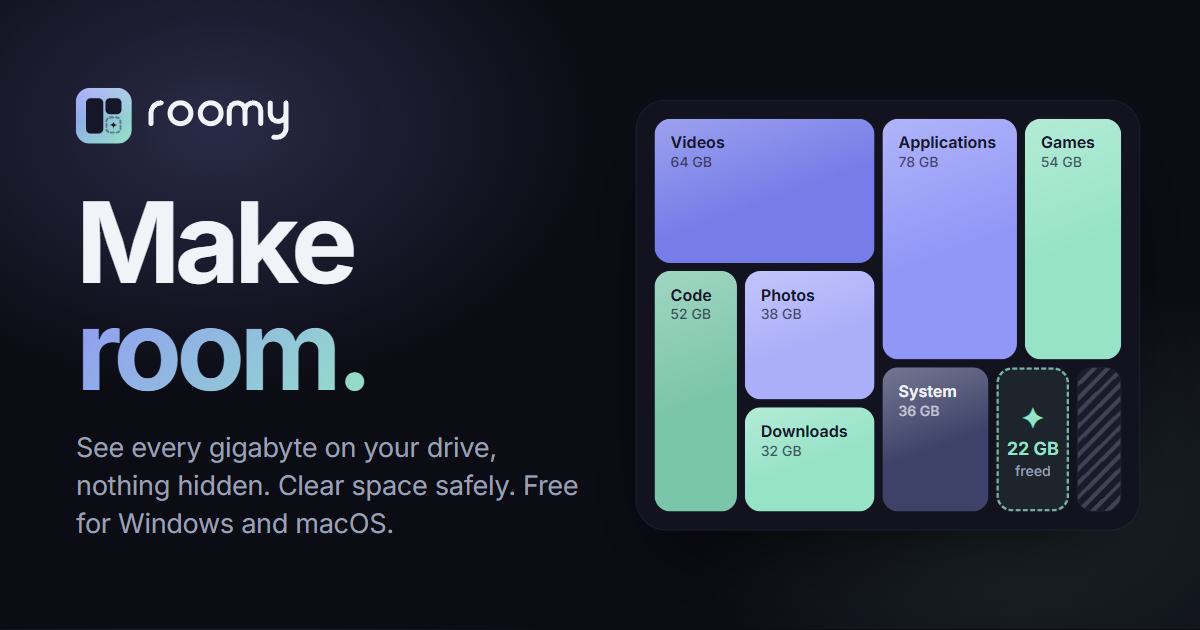 roomy
Make
room.
See every gigabyte on your drive,
nothing hidden. Clear space safely. Free
for Windows and macOS.
Videos
64 GB
Applications
78 GB
Games
54 GB
Code
52 GB
Photos
38 GB
Downloads
32 GB
System
36 GB
22 GB
freed